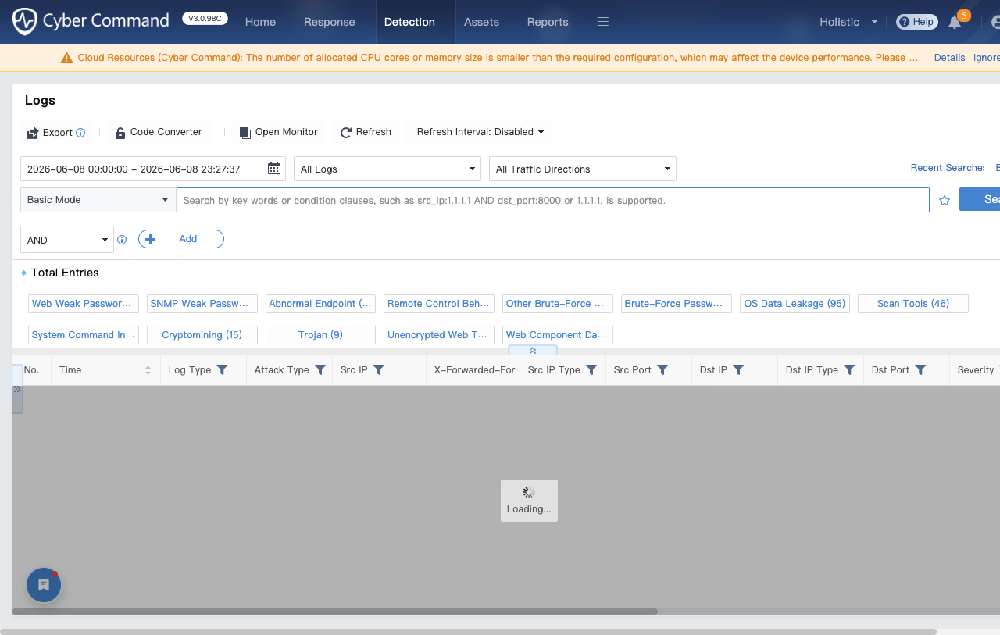 Cyber Command V3.0.98C Home Response Detection Assets Reports Holistic Help 5
Cloud Resources (Cyber Command): The number of allocated CPU cores or memory size is smaller than the required configuration, which may affect the device performance. Please ... Details Ignore
Logs
Export Code Converter Open Monitor Refresh Refresh Interval: Disabled
2026-06-08 00:00:00 - 2026-06-08 23:27:37 All Logs All Traffic Directions Recent Searche
Basic Mode Search by key words or condition clauses, such as src_ip:1.1.1.1 AND dst_port:8000 or 1.1.1.1, is supported. Sea
AND Add
Total Entries
Web Weak Passwor... SNMP Weak Passw... Abnormal Endpoint (... Remote Control Beh... Other Brute-Force ... Brute-Force Passw... OS Data Leakage (95) Scan Tools (46)
System Command In... Cryptomining (15) Trojan (9) Unencrypted Web T... Web Component Da...
No. Time Log Type Attack Type Src IP X-Forwarded-For Src IP Type Src Port Dst IP Dst IP Type Dst Port Severity
Loading...